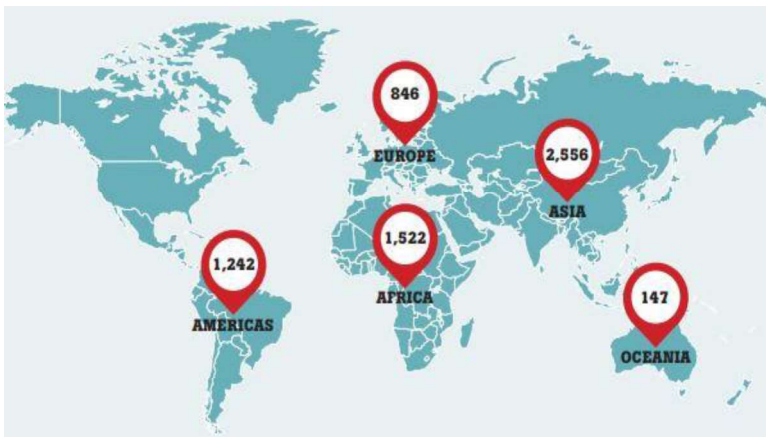 846
EUROPE
2,556
ASIA
1,522
AFRICA
1,242
AMERICAS
147
OCEANIA